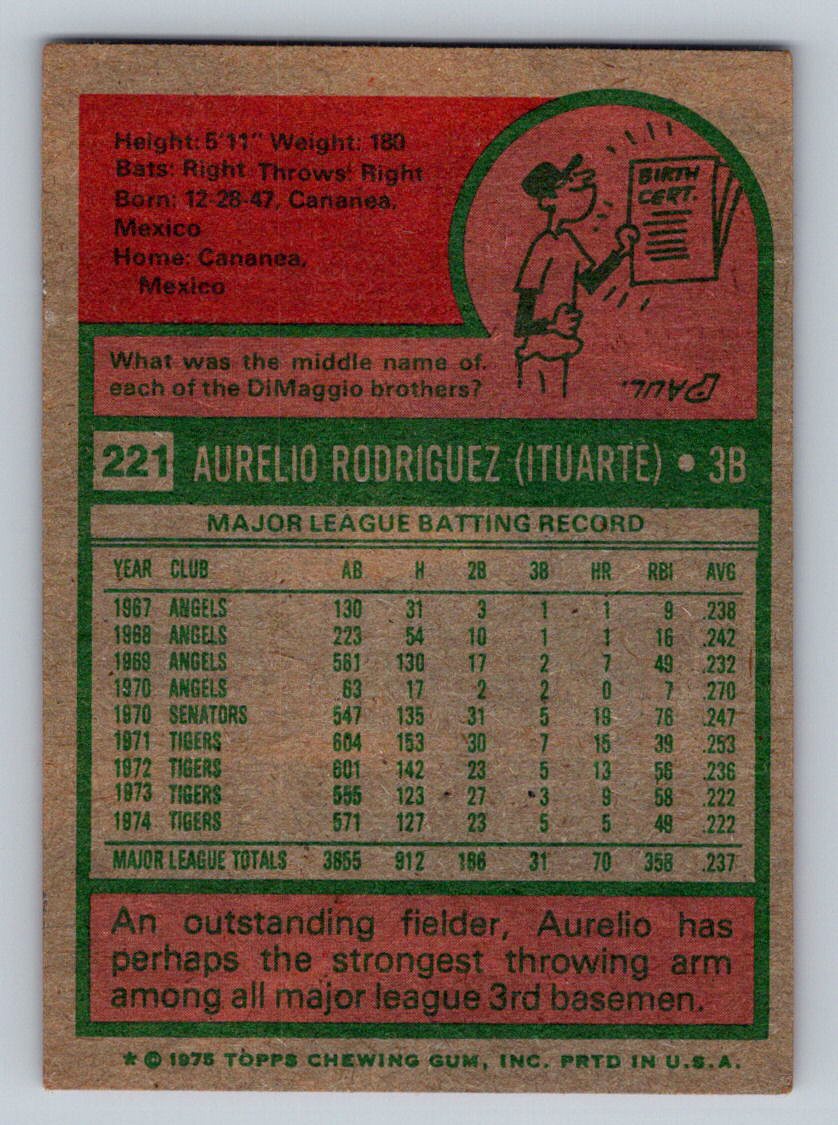 Height: 5'11" Weight: 180
Bats: Right Throws: Right
Born: 12-28-47, Cananea,
Mexico
Home: Cananea,
Mexico
BIRTH
CERT.
What was the middle name of
each of the DiMaggio brothers?
PAUL.
221 AURELIO RODRIGUEZ (ITUARTE) • 3B
MAJOR LEAGUE BATTING RECORD
YEAR CLUB AB H 2B 3B HR RBI AVG
1967 ANGELS 130 31 3 1 1 9 .238
1968 ANGELS 223 54 10 1 1 16 .242
1969 ANGELS 561 130 17 2 7 49 .232
1970 ANGELS 63 17 2 2 0 7 .270
1970 SENATORS 547 135 31 5 19 76 .247
1971 TIGERS 604 153 30 7 15 39 .253
1972 TIGERS 601 142 23 5 13 56 .236
1973 TIGERS 555 123 27 3 9 58 .222
1974 TIGERS 571 127 23 5 5 49 .222
MAJOR LEAGUE TOTALS 3855 912 166 31 70 358 .237
An outstanding fielder, Aurelio has
perhaps the strongest throwing arm
among all major league 3rd basemen.
* © 1975 TOPPS CHEWING GUM, INC. PRTD IN U.S.A.